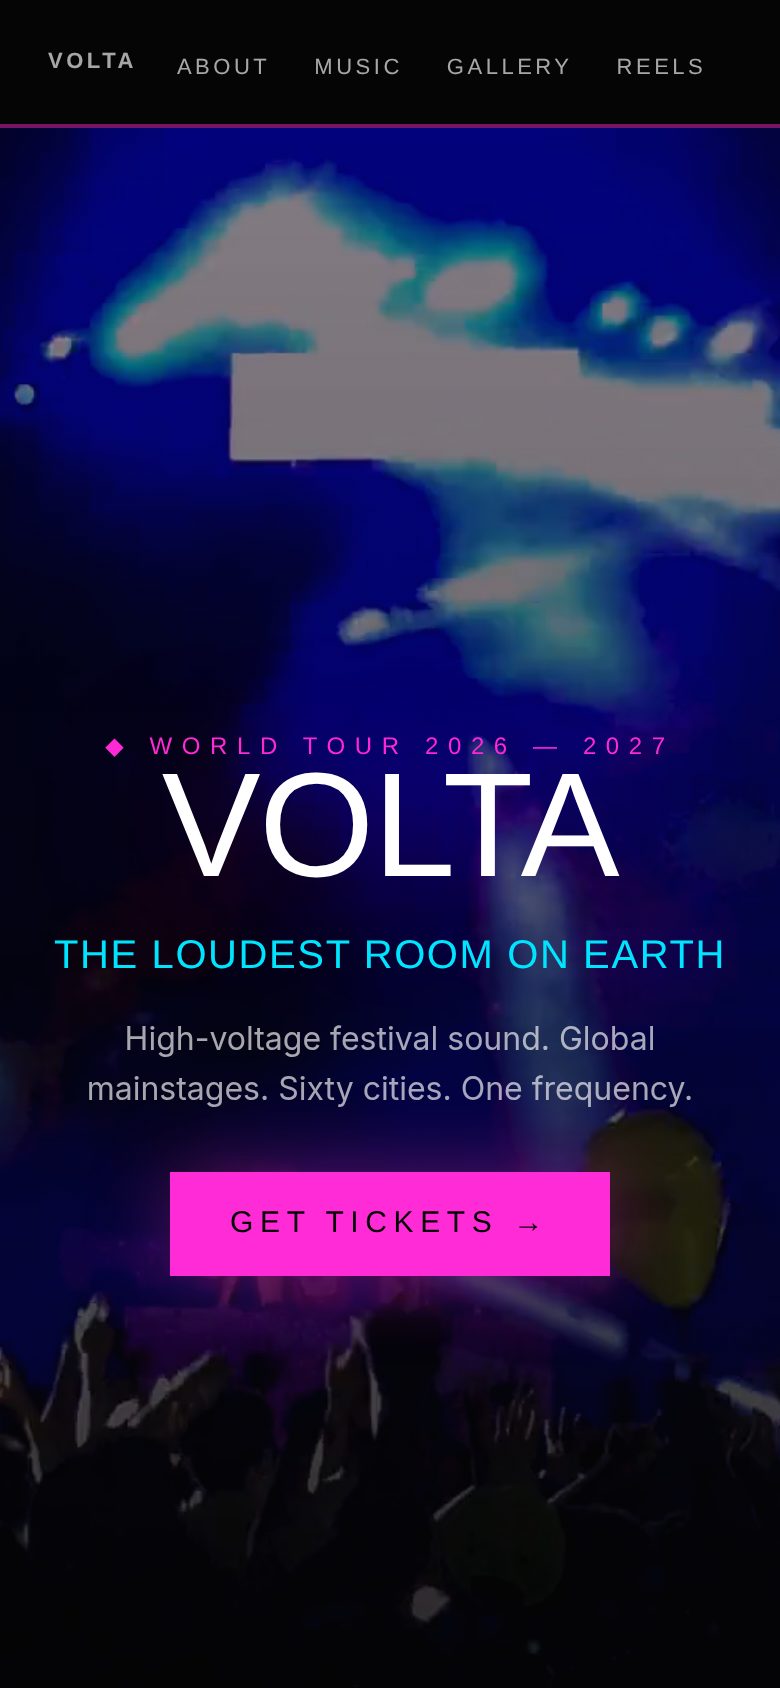 VOLTA ABOUT MUSIC GALLERY REELS
◆ WORLD TOUR 2026 — 2027
VOLTA
THE LOUDEST ROOM ON EARTH
High-voltage festival sound. Global
mainstages. Sixty cities. One frequency.
GET TICKETS →